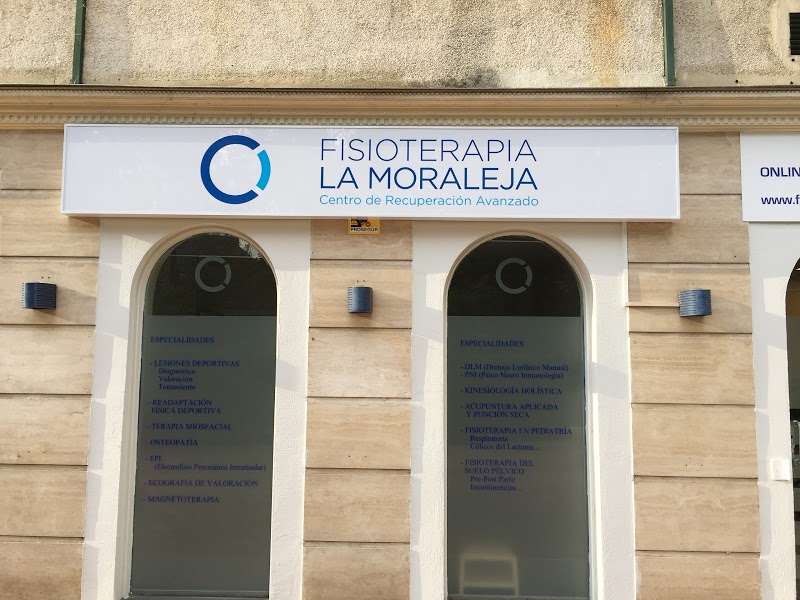 FISIOTERAPIA
LA MORALEJA
Centro de Recuperación Avanzado
PROSEGUR
ONLIN
www.f
ESPECIALIDADES
- LESIONES DEPORTIVAS
Diagnóstico
Valoración
Tratamiento
- READAPTACIÓN
FÍSICA DEPORTIVA
- TERAPIA MIOFASCIAL
- OSTEOPATÍA
- EPI
(Electrolisis Percutánea Intratisular)
- ECOGRAFÍA DE VALORACIÓN
- MAGNETOTERAPIA
ESPECIALIDADES
- DLM (Drenaje Linfático Manual)
- PNI (Psico Neuro Inmunología)
- KINESIOLOGÍA HOLÍSTICA
- ACUPUNTURA APLICADA
Y PUNCIÓN SECA
- FISIOTERAPIA EN PEDIATRÍA
Respiratoria
Cólicos del Lactante...
- FISIOTERAPIA DEL
SUELO PÉLVICO
Pre-Post Parto
Incontinencias...